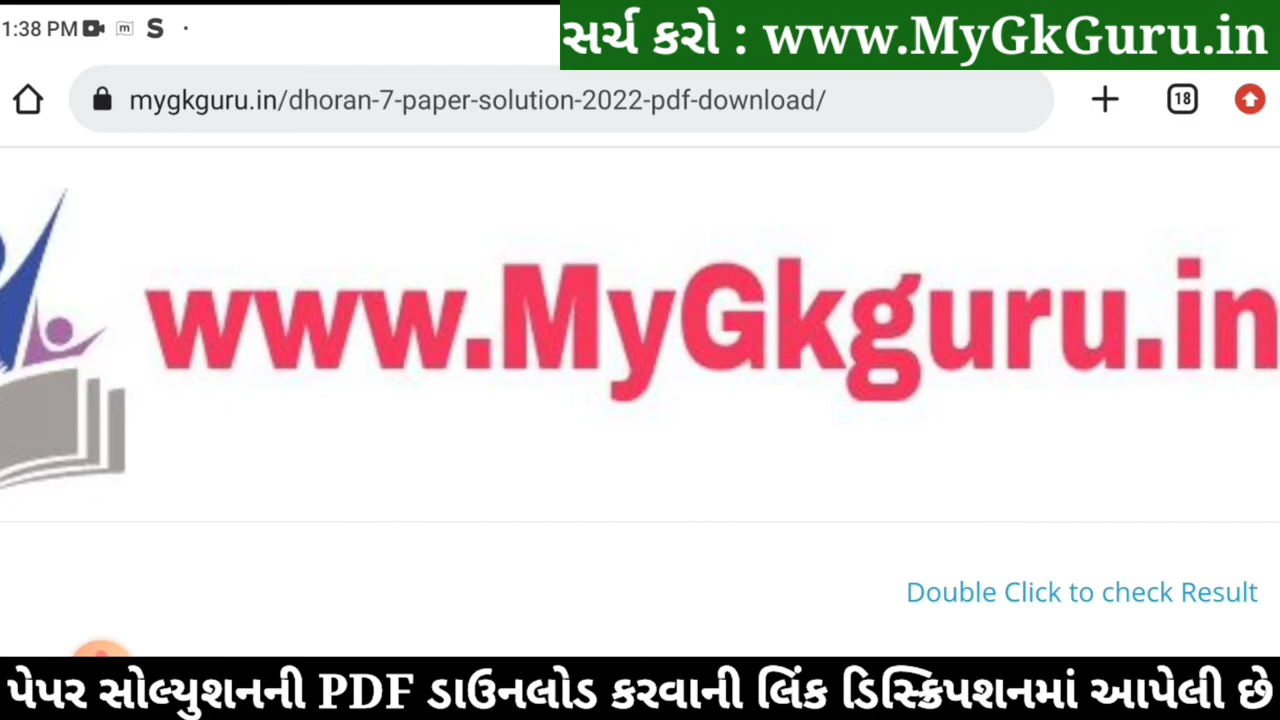 1:38 PM
સર્ચ કરો : www.MyGkGuru.in
mygkguru.in/dhoran-7-paper-solution-2022-pdf-download/
18
www.MyGkguru.in
Double Click to check Result
પેપર સોલ્યુશનની PDF ડાઉનલોડ કરવાની લિંક ડિસ્ક્રિપશનમાં આપેલી છે